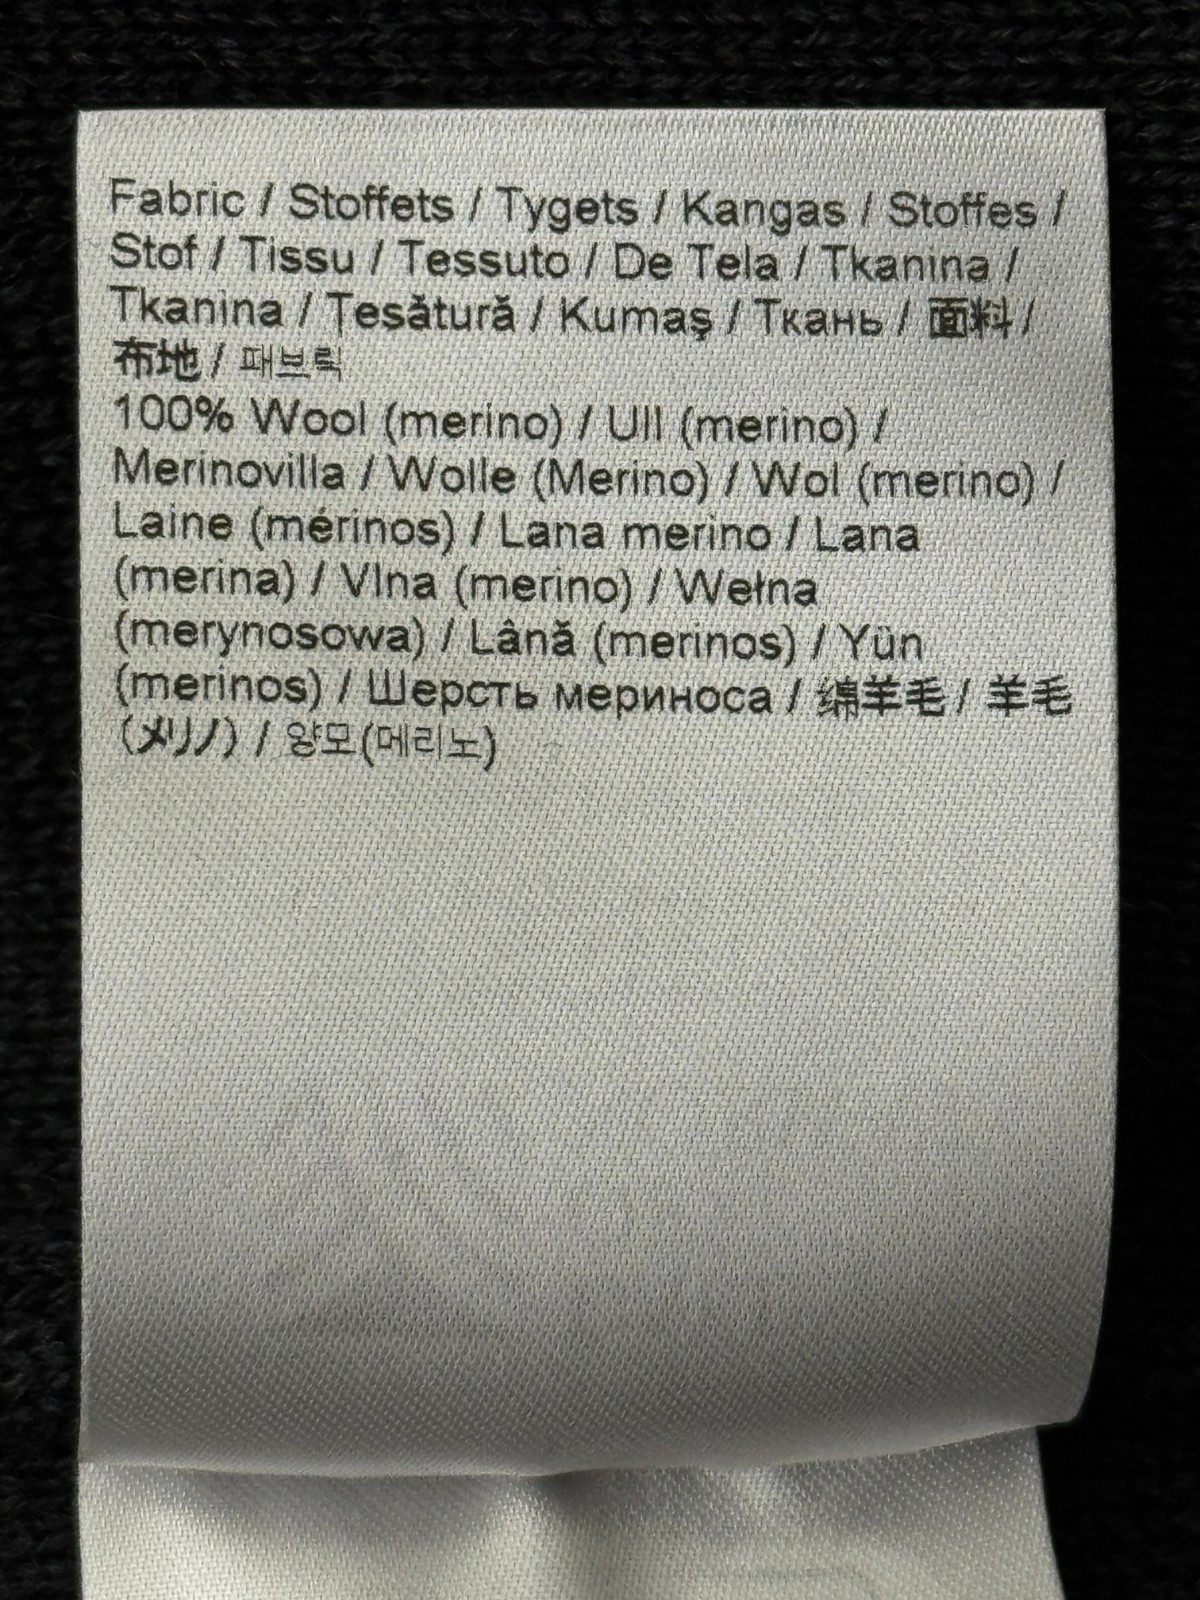 Fabric / Stoffets / Tygets / Kangas / Stoffes /
Stof / Tissu / Tessuto / De Tela / Tkanina /
Tkanina / Țesătură / Kumaş / Ткань / 面料 /
布地 / 패브릭
100% Wool (merino) / Ull (merino) /
Merinovilla / Wolle (Merino) / Wol (merino) /
Laine (mérinos) / Lana merino / Lana
(merina) / Vlna (merino) / Wełna
(merynosowa) / Lână (merinos) / Yün
(merinos) / Шерсть мериноса / 绵羊毛 / 羊毛
（メリノ） / 양모(메리노)